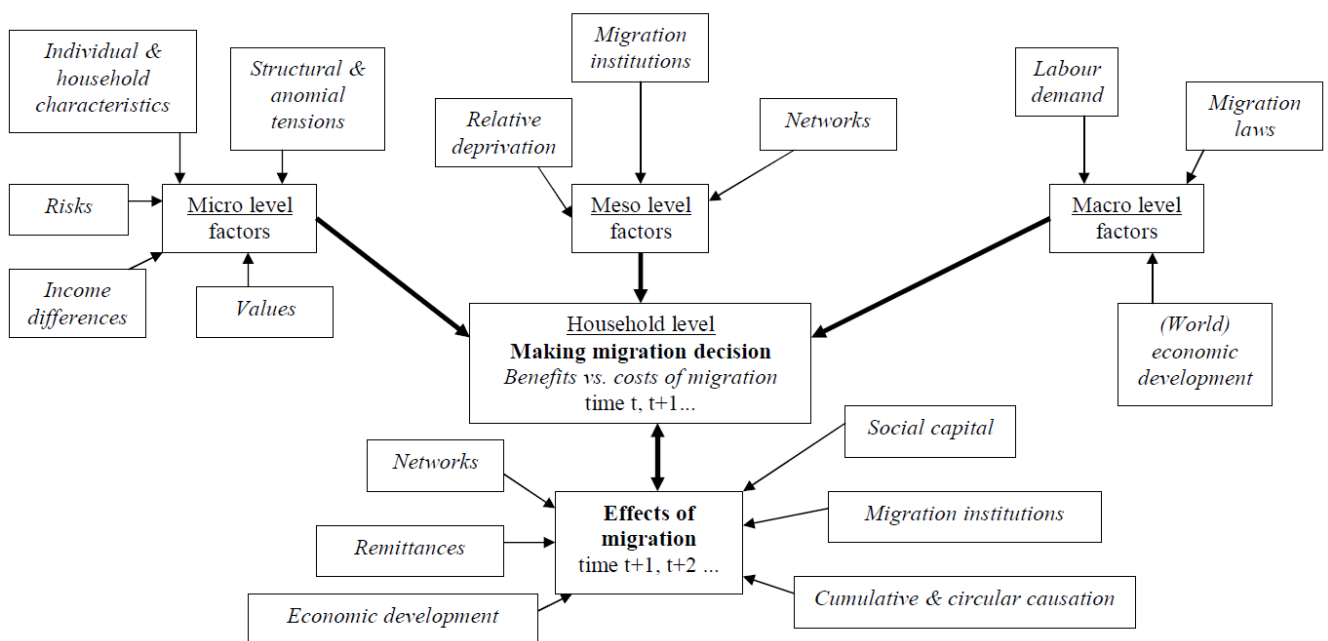 Individual &
household
characteristics
Structural &
anomial
tensions
Migration
institutions
Labour
demand
Relative
deprivation
Networks
Migration
laws
Risks
Micro level
factors
Meso level
factors
Macro level
factors
Income
differences
Values
Household level
Making migration decision
Benefits vs. costs of migration
time t, t+1...
(World)
economic
development
Social capital
Networks
Effects of
migration
time t+1, t+2 ...
Migration institutions
Remittances
Economic development
Cumulative & circular causation